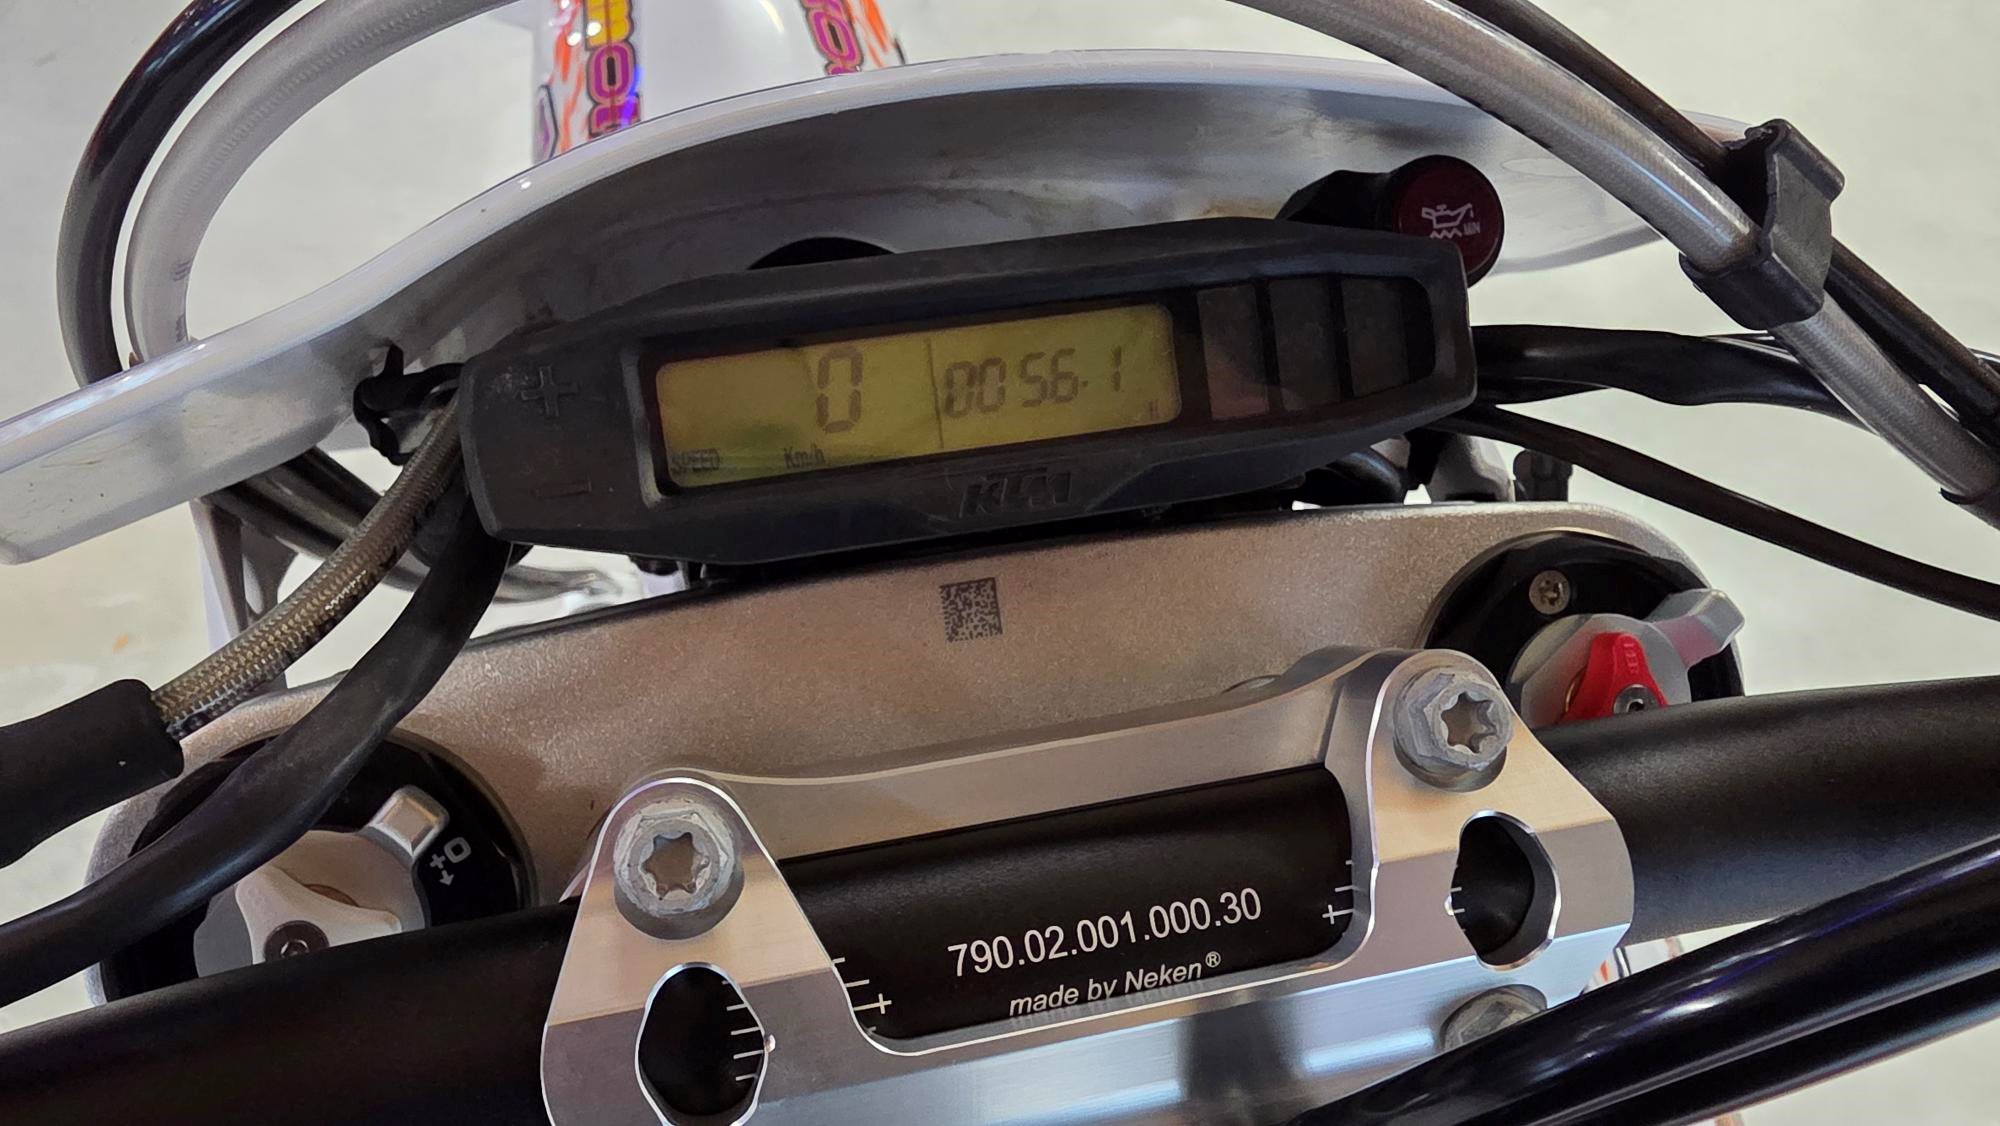 MIN
0 0056.1
SPEED Km/h
H
KTM
+O
790.02.001.000.30
made by Neken®